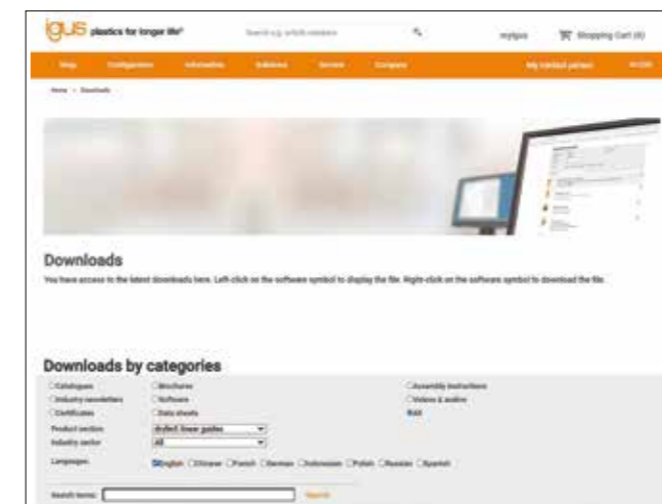 igus plastics for longer life®
Search e.g. article numbers
myigus
Shopping Cart (0)
Shop Configurators Information Industries Service Company My contact person
Home > Downloads
Downloads
You have access to the latest downloads here. Left-click on the software symbol to display the file. Right-click on the software symbol to download the file.
Downloads by categories
Catalogues Brochures Assembly instructions
Industry newsletters Software Videos & audios
Certificates Data sheets All
Product section drylin® linear guides
Industry sector All
Languages English Chinese French German Indonesian Polish Russian Spanish
Search terms: Search